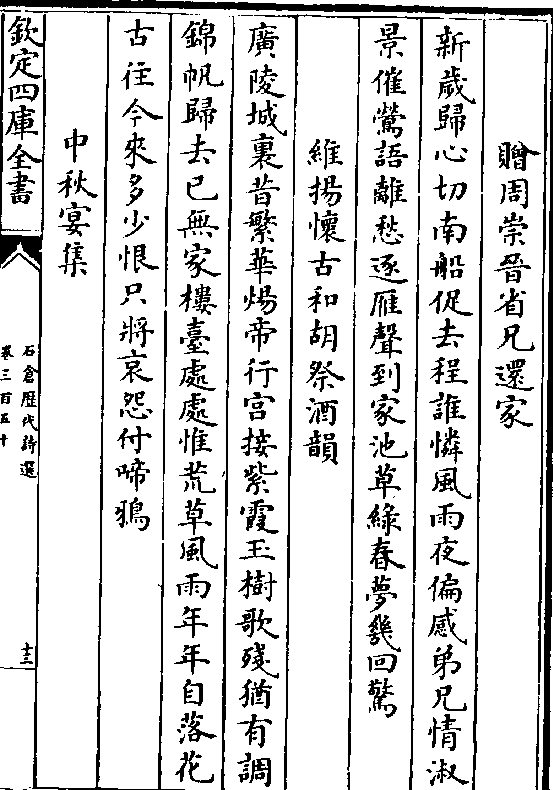 贈周崇晉省兄還家
新歲歸心切南船促去程誰憐風雨夜偏感弟兄情淑
景催鶯語離愁逐雁聲到家池草綠春夢幾回驚
維揚懷古和胡祭酒韻
廣陵城裏昔繁華煬帝行宫接紫霞玉樹歌殘猶有調
錦帆歸去已無家樓臺處處惟荒草風雨年年自落花
古往今來多少恨只將哀怨付啼鴉
中秋宴集
欽定四庫全書
石倉歴代詩選
卷三百五十
十三